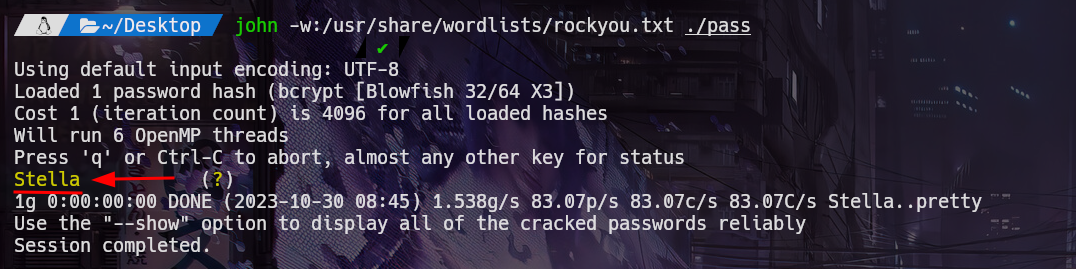 ~/Desktop john -w:/usr/share/wordlists/rockyou.txt ./pass
✔
Using default input encoding: UTF-8
Loaded 1 password hash (bcrypt [Blowfish 32/64 X3])
Cost 1 (iteration count) is 4096 for all loaded hashes
Will run 6 OpenMP threads
Press 'q' or Ctrl-C to abort, almost any other key for status
Stella (?)
1g 0:00:00:00 DONE (2023-10-30 08:45) 1.538g/s 83.07p/s 83.07c/s 83.07C/s Stella..pretty
Use the "--show" option to display all of the cracked passwords reliably
Session completed.